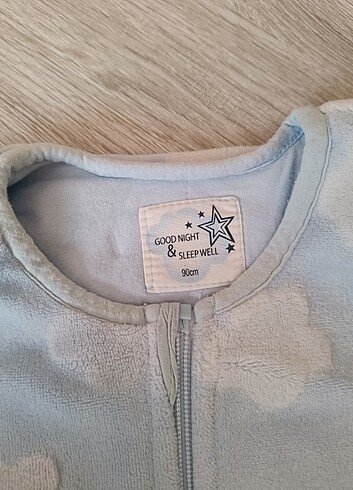 GOOD NIGHT
& SLEEP WELL
90cm